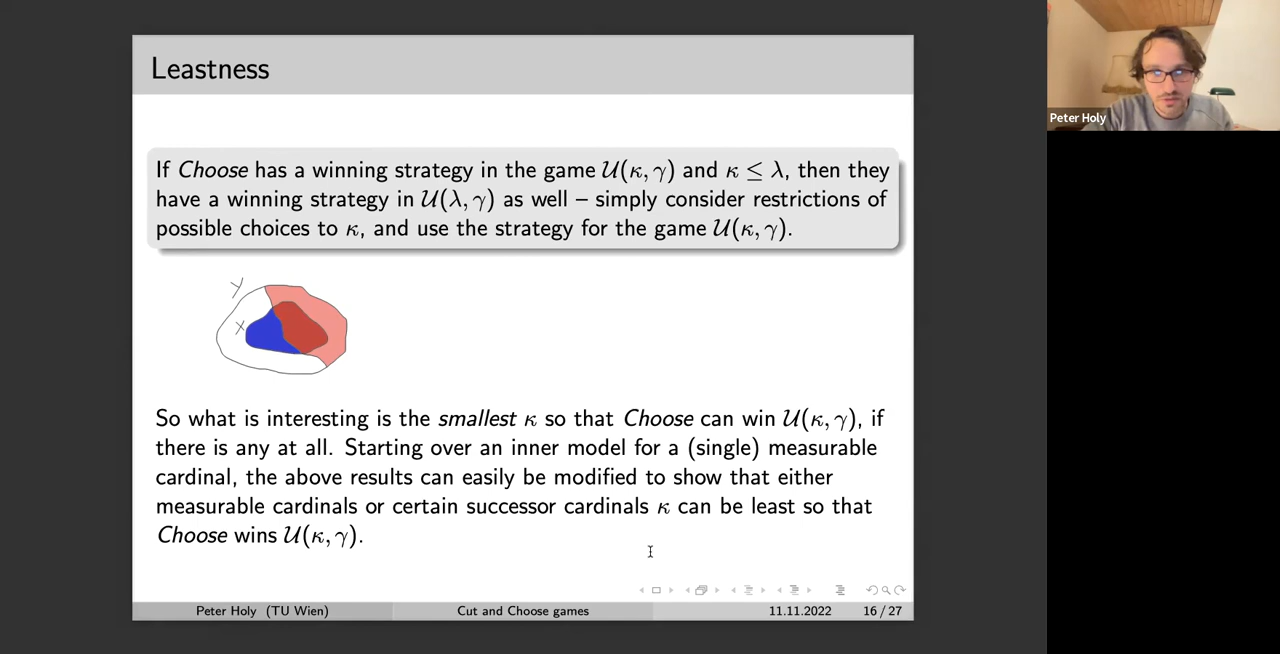 Leastness
If Choose has a winning strategy in the game 𝒰(κ, γ) and κ ≤ λ, then they
have a winning strategy in 𝒰(λ, γ) as well – simply consider restrictions of
possible choices to κ, and use the strategy for the game 𝒰(κ, γ).
y
x
So what is interesting is the smallest κ so that Choose can win 𝒰(κ, γ), if
there is any at all. Starting over an inner model for a (single) measurable
cardinal, the above results can easily be modified to show that either
measurable cardinals or certain successor cardinals κ can be least so that
Choose wins 𝒰(κ, γ).
Peter Holy (TU Wien)
Cut and Choose games
11.11.2022
16 / 27
Peter Holy